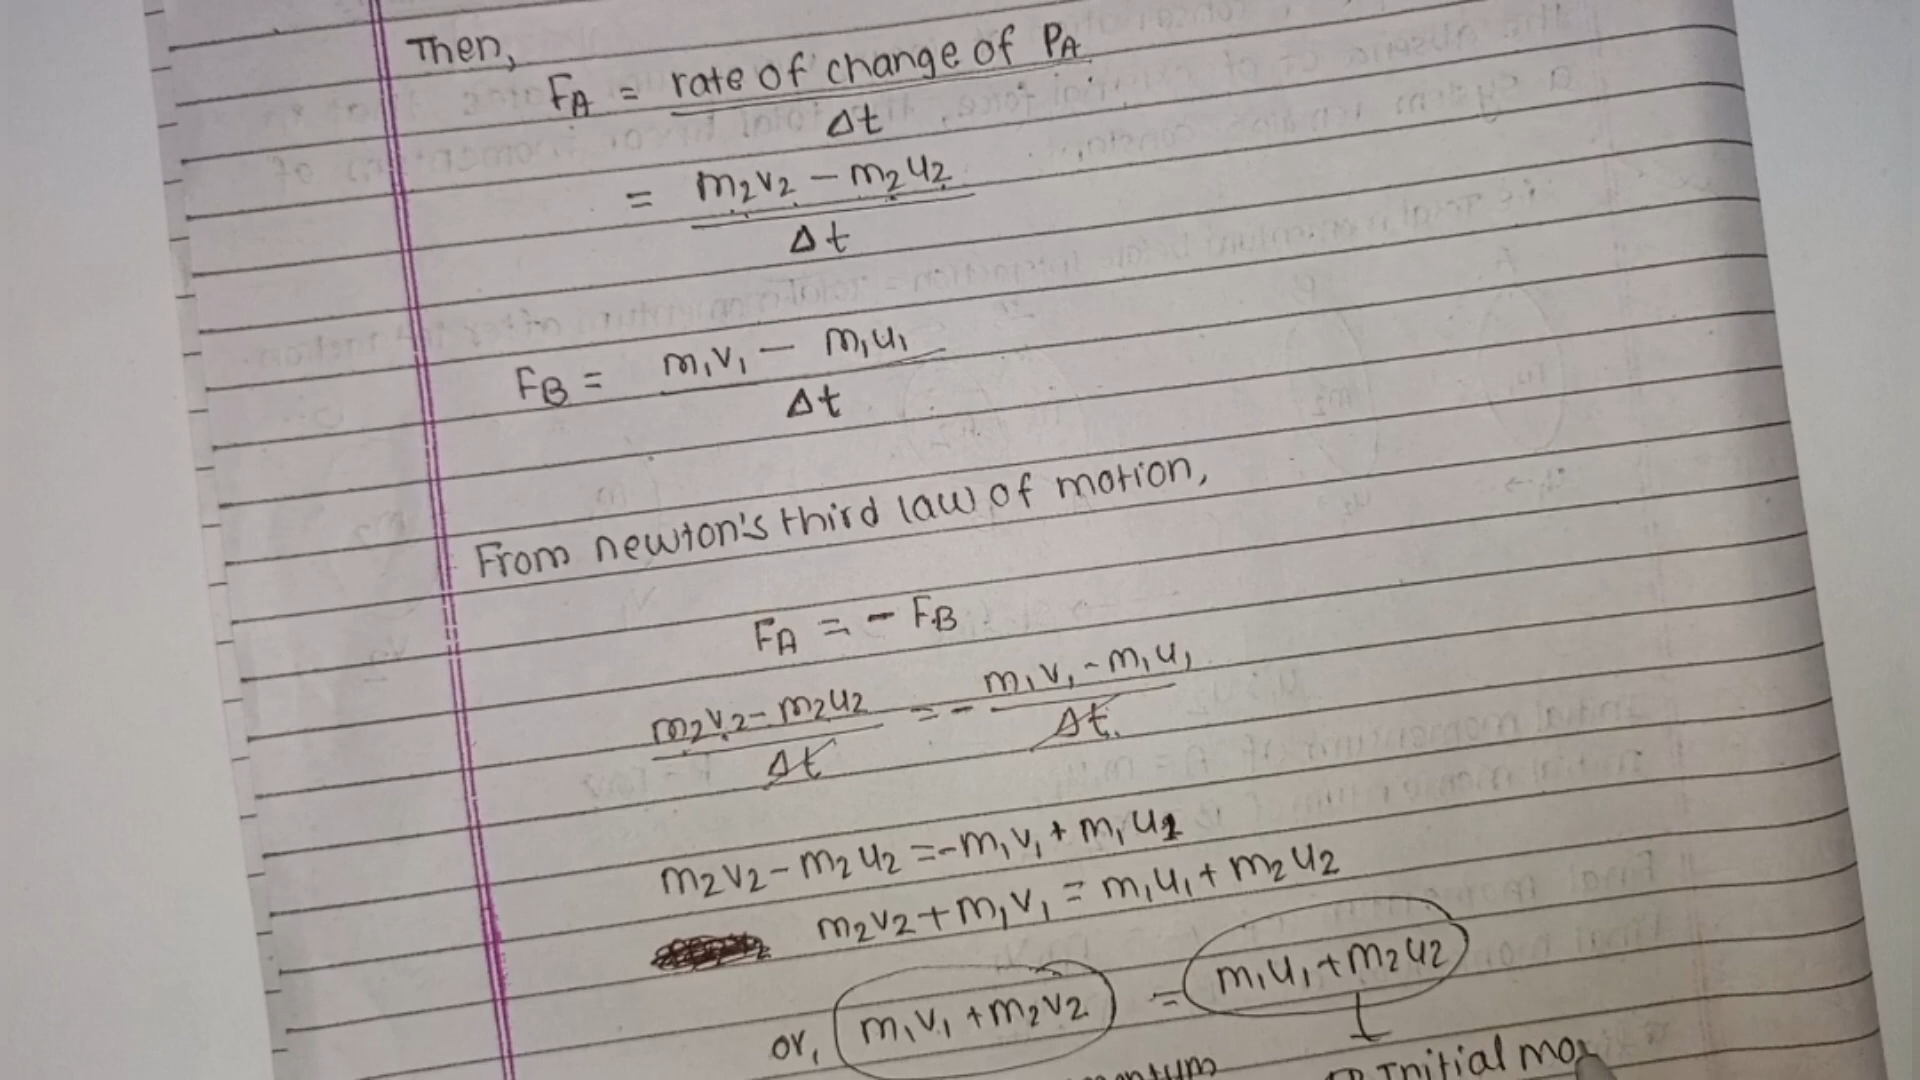 Then,
FA = rate of change of PA / Δt
= m2v2 - m2u2 / Δt
FB = m1v1 - m1u1 / Δt
From newton's third law of motion,
FA = - FB
m2v2 - m2u2 / Δt = - m1v1 - m1u1 / Δt
m2v2 - m2u2 = -m1v1 + m1u1
m2v2 + m1v1 = m1u1 + m2u2
or, m1v1 + m2v2 = m1u1 + m2u2
Initial